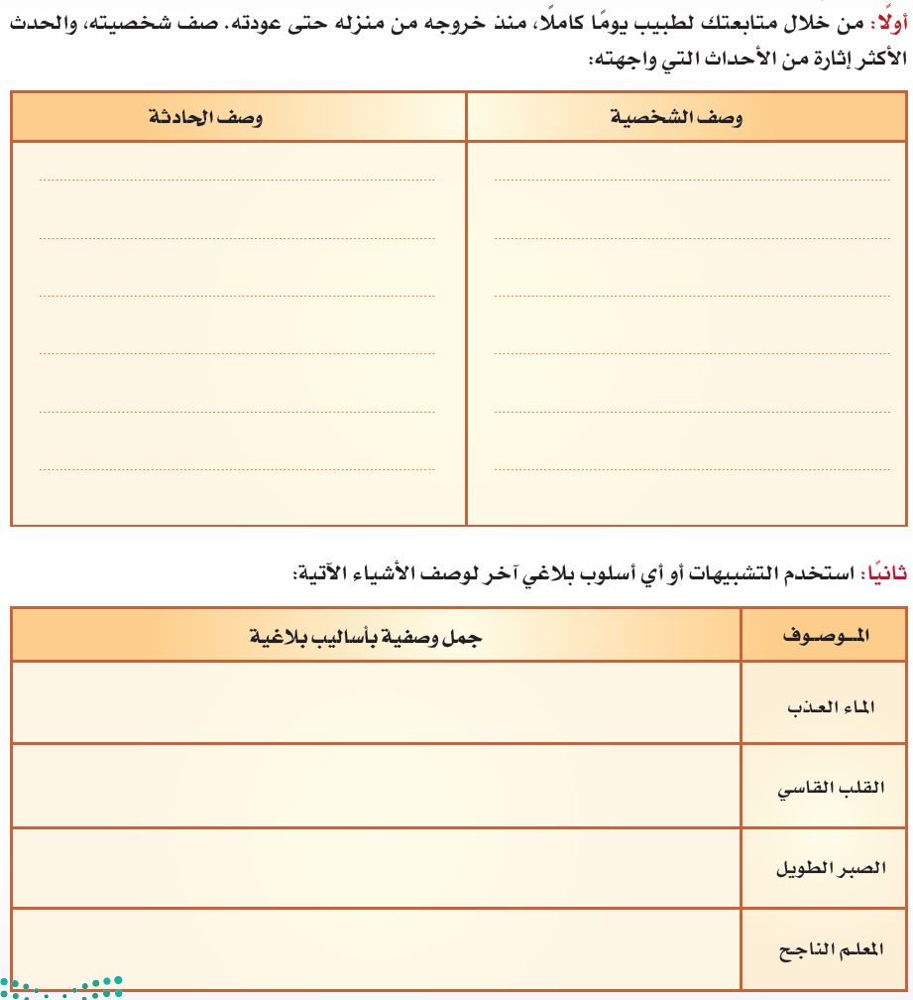 أولًا: من خلال متابعتك لطبيب يومًا كاملًا، منذ خروجه من منزله حتى عودته. صف شخصيته، والحدث
الأكثر إثارة من الأحداث التي واجهته:
وصف الشخصية
وصف الحادثة
ثانيًا: استخدم التشبيهات أو أي أسلوب بلاغي آخر لوصف الأشياء الآتية:
المـوصـوف
جمل وصفية بأساليب بلاغية
الماء العذب
القلب القاسي
الصبر الطويل
المعلم الناجح